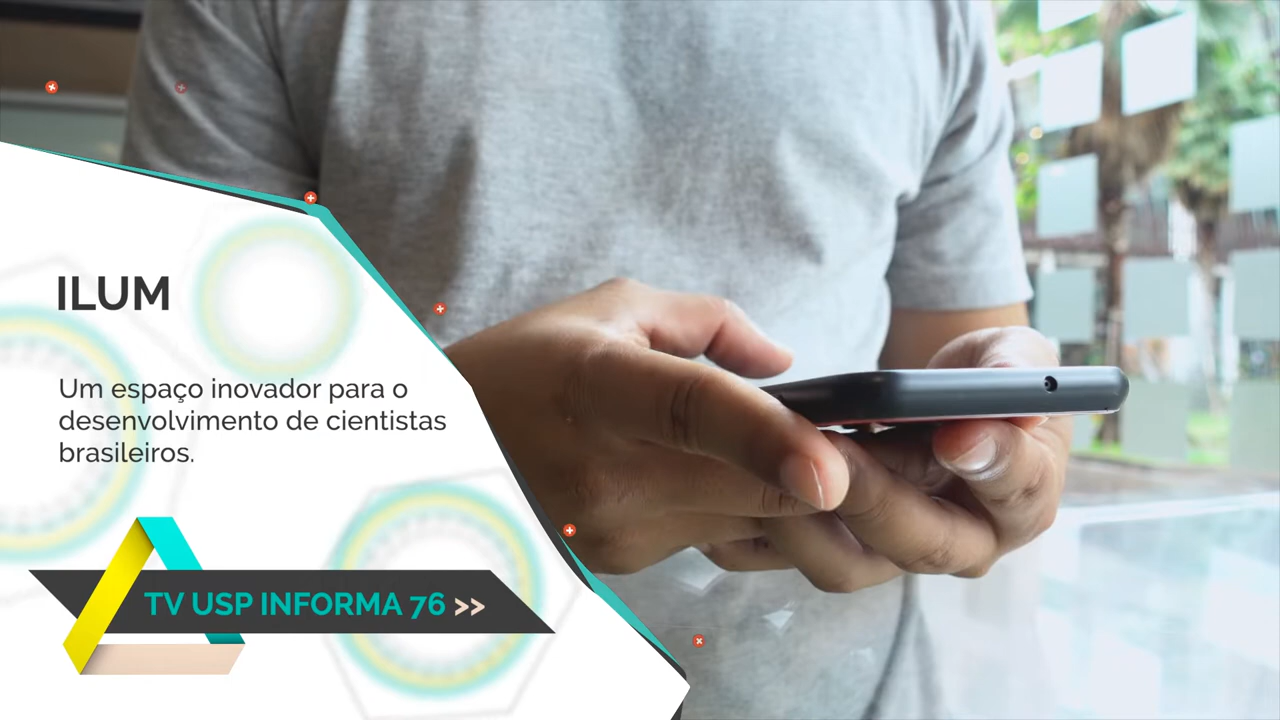 ILUM
Um espaço inovador para o
desenvolvimento de cientistas
brasileiros.
TV USP INFORMA 76 >>